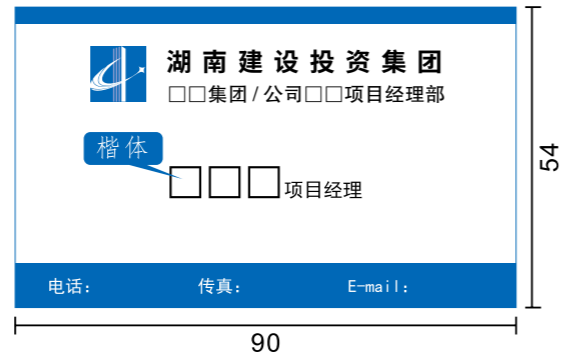 湖南建设投资集团
□□集团/公司□□项目经理部
楷体
□□□项目经理
54
电话： 传真： E-mail：
90